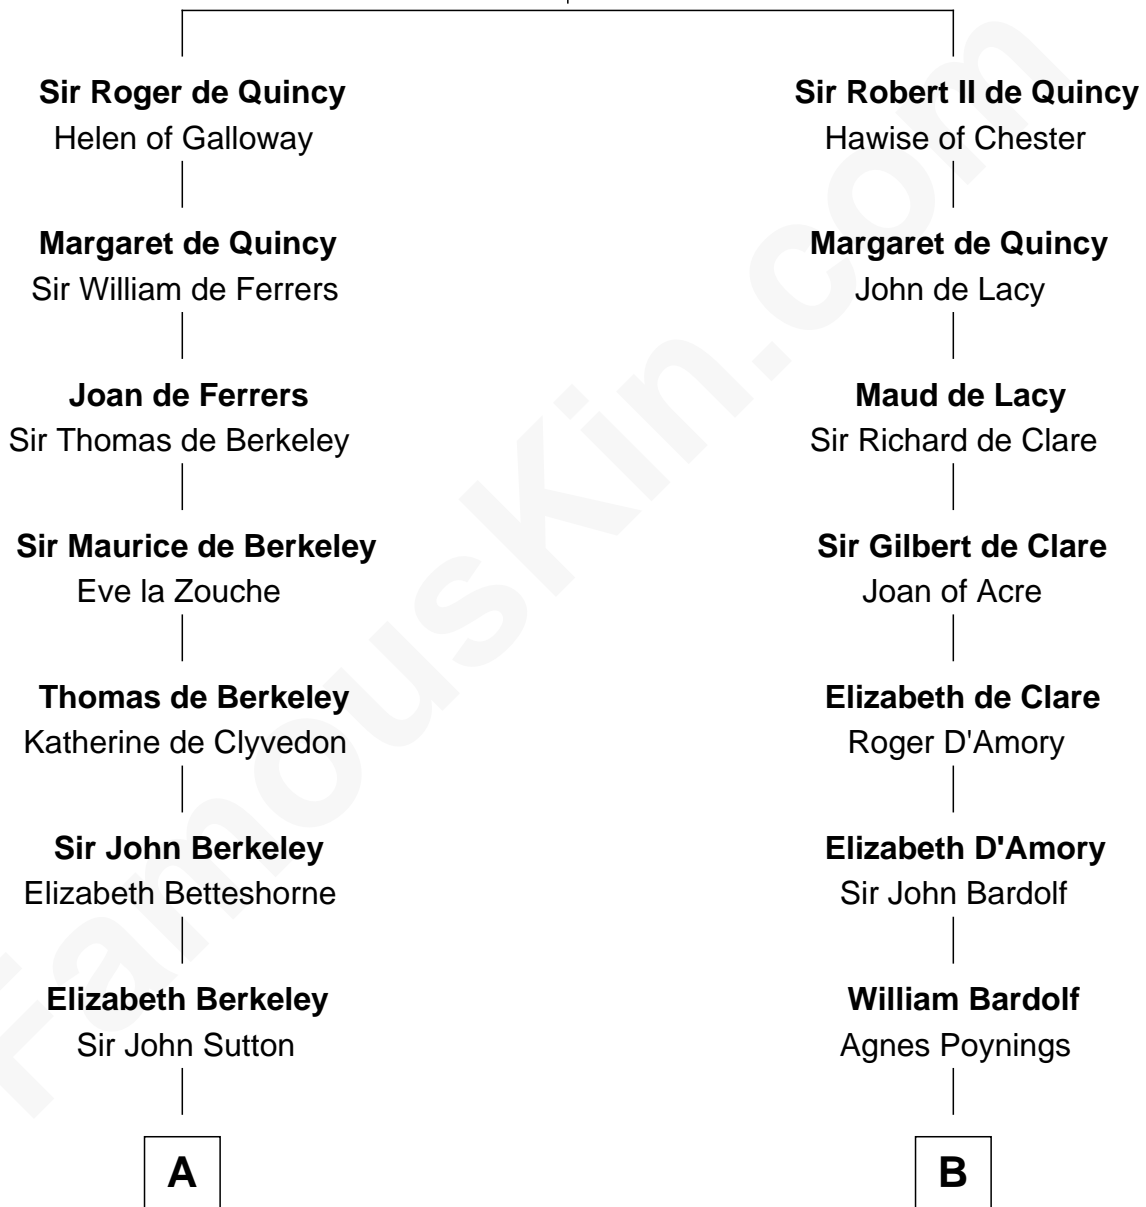 Sir Roger de Quincy
Helen of Galloway
Margaret de Quincy
Sir William de Ferrers
Joan de Ferrers
Sir Thomas de Berkeley
Sir Maurice de Berkeley
Eve la Zouche
Thomas de Berkeley
Katherine de Clyvedon
Sir John Berkeley
Elizabeth Betteshorne
Elizabeth Berkeley
Sir John Sutton
A
Sir Robert II de Quincy
Hawise of Chester
Margaret de Quincy
John de Lacy
Maud de Lacy
Sir Richard de Clare
Sir Gilbert de Clare
Joan of Acre
Elizabeth de Clare
Roger D'Amory
Elizabeth D'Amory
Sir John Bardolf
William Bardolf
Agnes Poynings
B
FamousKin.com